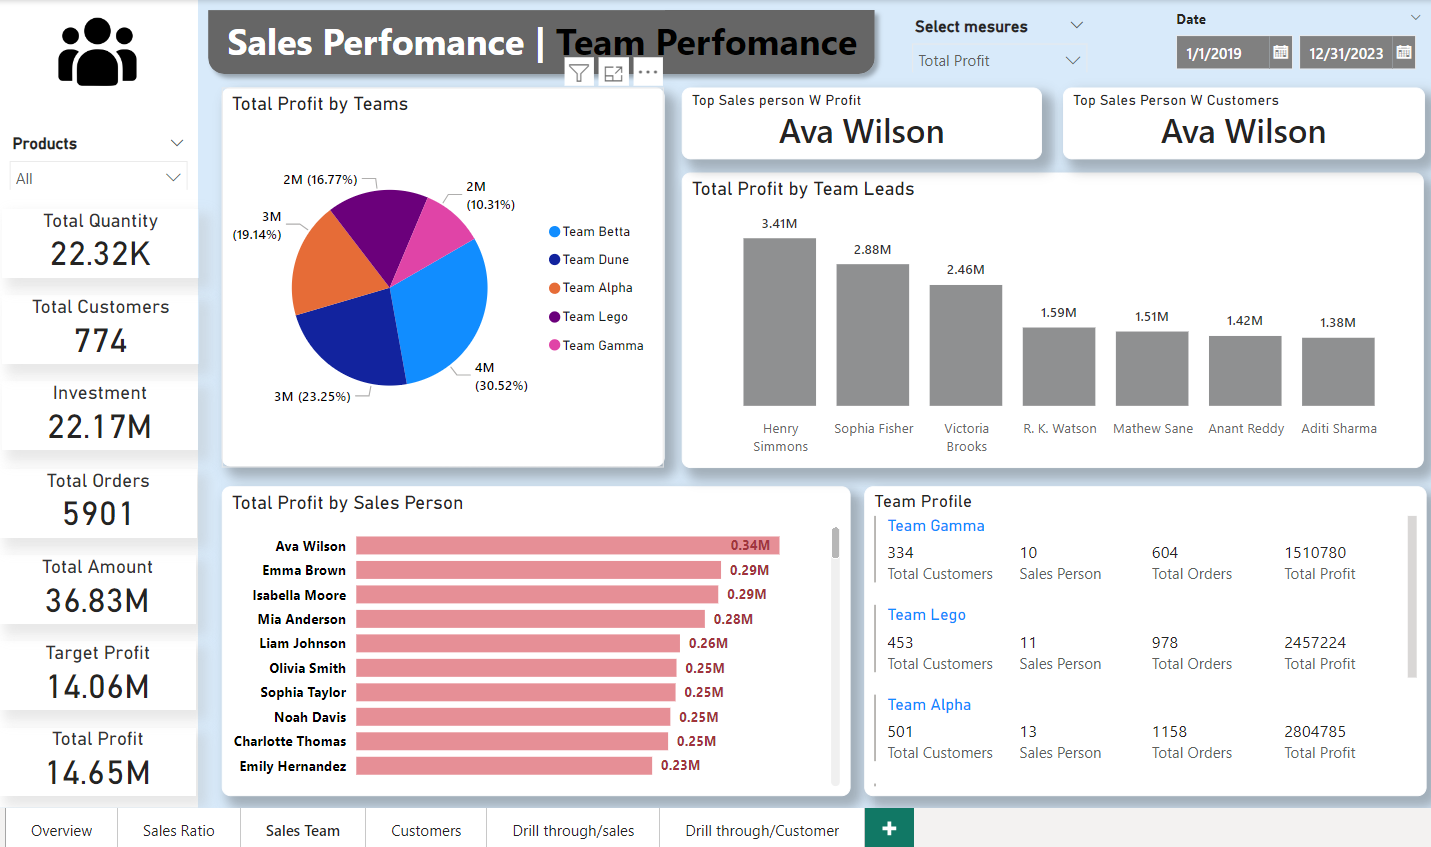 Sales Perfomance | Team Perfomance
Select mesures
Total Profit
Date
1/1/2019
12/31/2023
Products
All
Total Quantity
22.32K
Total Customers
774
Investment
22.17M
Total Orders
5901
Total Amount
36.83M
Target Profit
14.06M
Total Profit
14.65M
Total Profit by Teams
2M (16.77%)
2M
(10.31%)
3M
(19.14%)
3M (23.25%)
4M
(30.52%)
Team Betta
Team Dune
Team Alpha
Team Lego
Team Gamma
Top Sales person W Profit
Ava Wilson
Top Sales Person W Customers
Ava Wilson
Total Profit by Team Leads
3.41M
2.88M
2.46M
1.59M
1.51M
1.42M
1.38M
Henry
Simmons
Sophia Fisher
Victoria
Brooks
R. K. Watson
Mathew Sane
Anant Reddy
Aditi Sharma
Total Profit by Sales Person
Ava Wilson 0.34M
Emma Brown 0.29M
Isabella Moore 0.29M
Mia Anderson 0.28M
Liam Johnson 0.26M
Olivia Smith 0.25M
Sophia Taylor 0.25M
Noah Davis 0.25M
Charlotte Thomas 0.25M
Emily Hernandez 0.23M
Team Profile
Team Gamma
334 10 604 1510780
Total Customers Sales Person Total Orders Total Profit
Team Lego
453 11 978 2457224
Total Customers Sales Person Total Orders Total Profit
Team Alpha
501 13 1158 2804785
Total Customers Sales Person Total Orders Total Profit
Overview Sales Ratio Sales Team Customers Drill through/sales Drill through/Customer